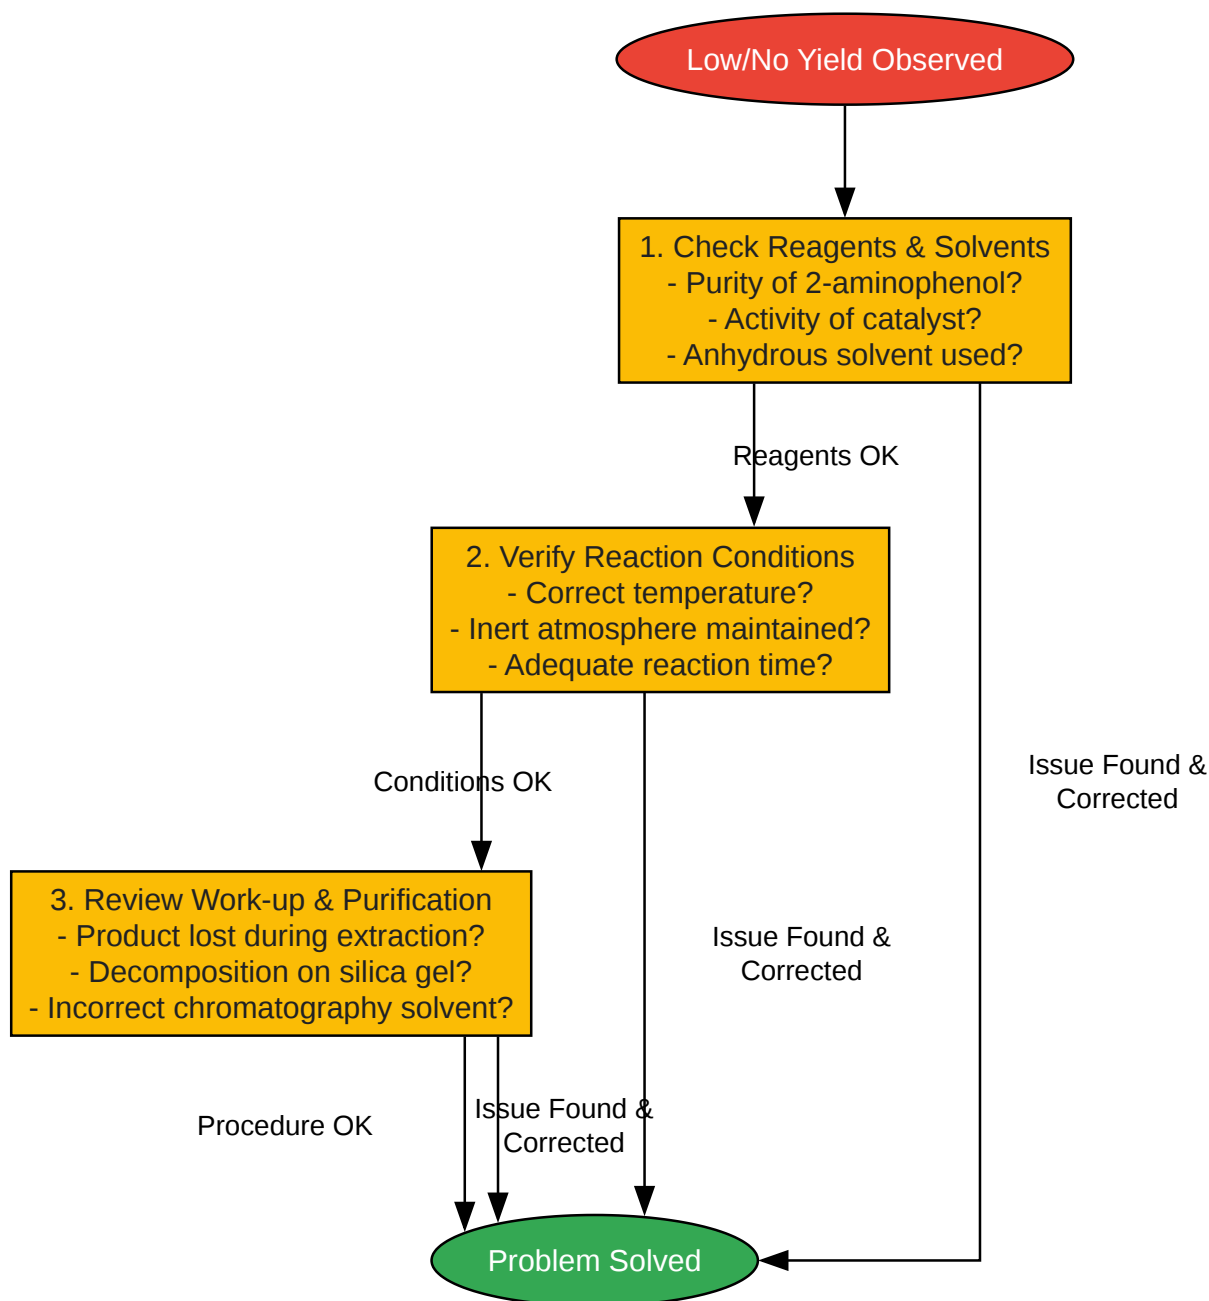 Low/No Yield Observed
1. Check Reagents & Solvents
- Purity of 2-aminophenol?
- Activity of catalyst?
- Anhydrous solvent used?
Reagents OK
2. Verify Reaction Conditions
- Correct temperature?
- Inert atmosphere maintained?
- Adequate reaction time?
Conditions OK
Issue Found &
Corrected
3. Review Work-up & Purification
- Product lost during extraction?
- Decomposition on silica gel?
- Incorrect chromatography solvent?
Issue Found &
Corrected
Procedure OK
Issue Found &
Corrected
Problem Solved